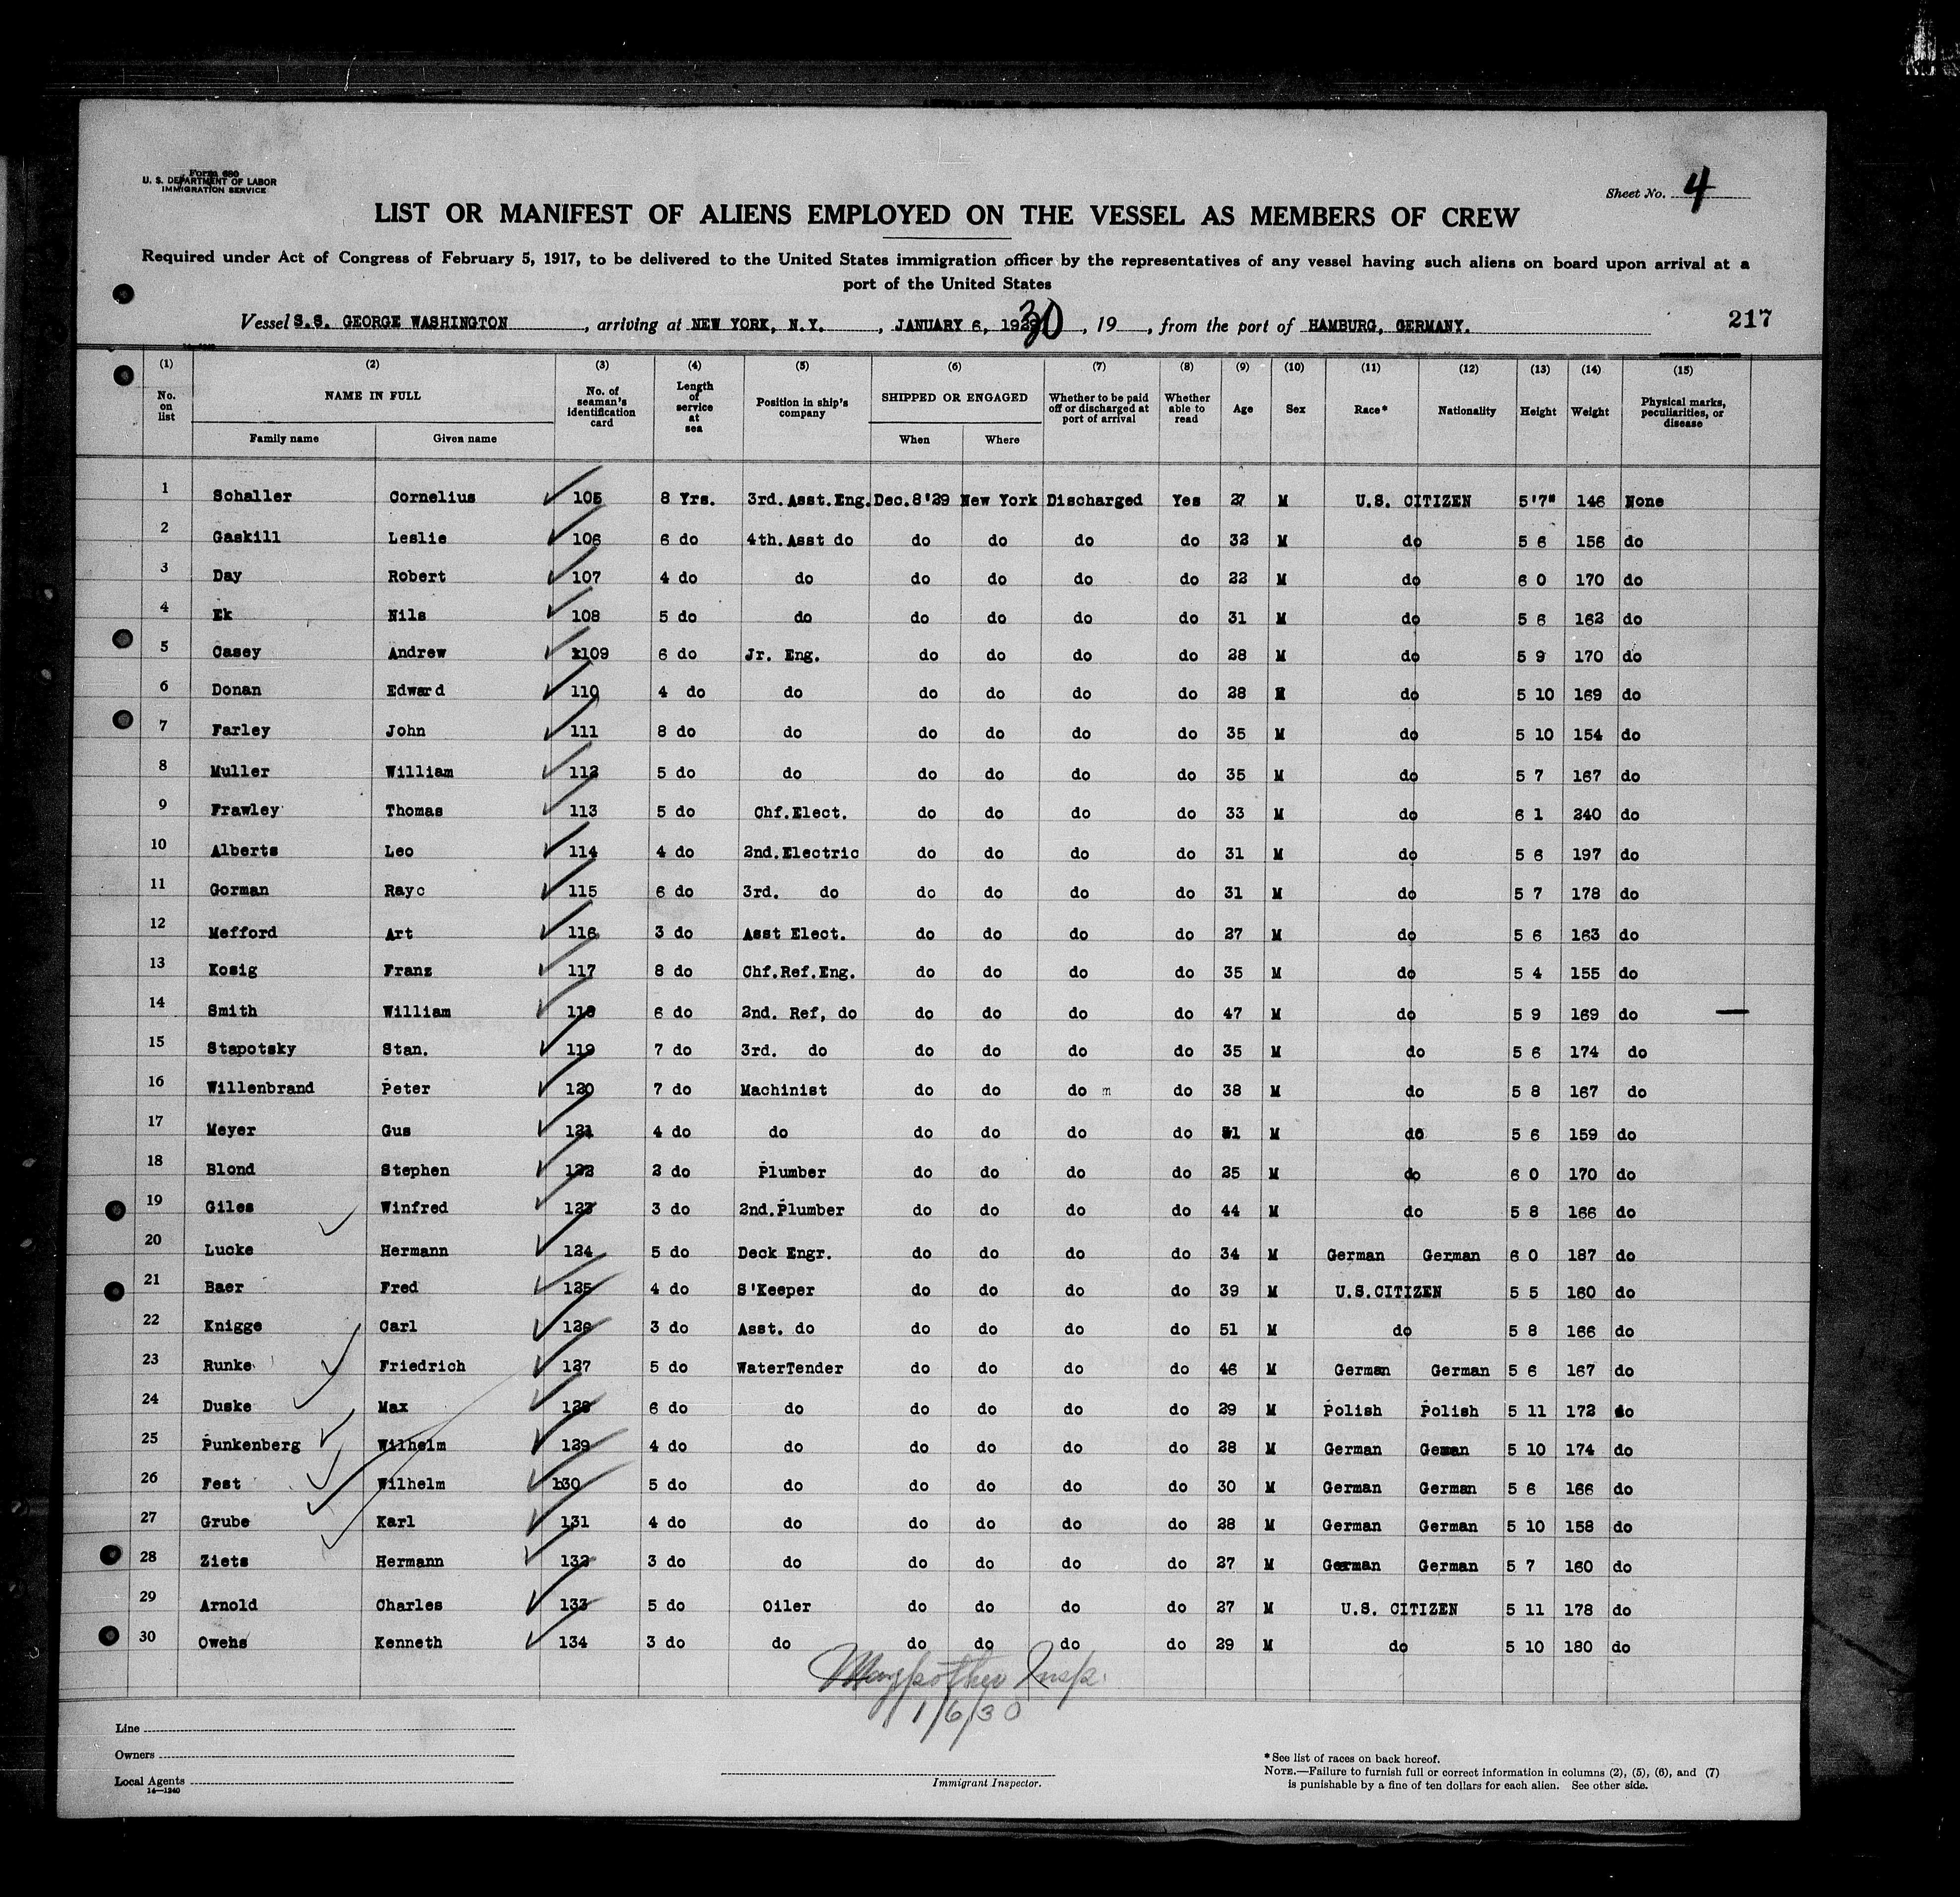 Form 680
U. S. DEPARTMENT OF LABOR
IMMIGRATION SERVICE
Sheet No. 4
LIST OR MANIFEST OF ALIENS EMPLOYED ON THE VESSEL AS MEMBERS OF CREW
Required under Act of Congress of February 5, 1917, to be delivered to the United States immigration officer by the representatives of any vessel having such aliens on board upon arrival at a
port of the United States
Vessel S.S. GEORGE WASHINGTON, arriving at NEW YORK, N.Y., JANUARY 6, 1930, 19, from the port of HAMBURG, GERMANY.
217
(1) (2) (3) (4) (5) (6) (7) (8) (9) (10) (11) (12) (13) (14) (15)
No. on list NAME IN FULL No. of seaman's identification card Length of service at sea Position in ship's company SHIPPED OR ENGAGED Whether to be paid off or discharged at port of arrival Whether able to read Age Sex Race* Nationality Height Weight Physical marks, peculiarities, or disease
Family name Given name When Where
1 Schaller Cornelius 105 8 Yrs. 3rd.Asst.Eng. Dec.8'29 New York Discharged Yes 27 M U.S. CITIZEN 5'7" 146 None
2 Gaskill Leslie 106 6 do 4th.Asst do do do do do 32 M do 5 6 156 do
3 Day Robert 107 4 do do do do do do 22 M do 6 0 170 do
4 Ek Nils 108 5 do do do do do do 31 M do 5 6 162 do
5 Casey Andrew 109 6 do Jr. Eng. do do do do 28 M do 5 9 170 do
6 Donan Edward 110 4 do do do do do do 28 M do 5 10 169 do
7 Farley John 111 8 do do do do do do 35 M do 5 10 154 do
8 Muller William 112 5 do do do do do do 35 M do 5 7 167 do
9 Frawley Thomas 113 5 do Chf.Elect. do do do do 33 M do 6 1 240 do
10 Alberts Leo 114 4 do 2nd.Electric do do do do 31 M do 5 6 197 do
11 Gorman Rayc 115 6 do 3rd. do do do do do 31 M do 5 7 178 do
12 Mefford Art 116 3 do Asst Elect. do do do do 27 M do 5 6 163 do
13 Kosig Franz 117 8 do Chf.Ref.Eng. do do do do 35 M do 5 4 155 do
14 Smith William 118 6 do 2nd. Ref, do do do do do 47 M do 5 9 169 do
15 Stapotsky Stan. 119 7 do 3rd. do do do do do 35 M do 5 6 174 do
16 Willenbrand Peter 120 7 do Machinist do do do m do 38 M do 5 8 167 do
17 Meyer Gus 121 4 do do do do do do M do 5 6 159 do
18 Blond Stephen 122 2 do Plumber do do do do 25 M do 6 0 170 do
19 Giles Winfred 123 3 do 2nd.Plumber do do do do 44 M do 5 8 166 do
20 Lucke Hermann 124 5 do Deck Engr. do do do do 34 M German German 6 0 187 do
21 Baer Fred 125 4 do S'Keeper do do do do 39 M U.S.CITIZEN 5 5 160 do
22 Knigge Carl 126 3 do Asst. do do do do do 51 M do 5 8 166 do
23 Runke Friedrich 127 5 do WaterTender do do do do 46 M German German 5 6 167 do
24 Duske Max 128 6 do do do do do do 29 M Polish Polish 5 11 172 do
25 Punkenberg Wilhelm 129 4 do do do do do do 28 M German German 5 10 174 do
26 Fest Wilhelm 130 5 do do do do do do 30 M German German 5 6 166 do
27 Grube Karl 131 4 do do do do do do 28 M German German 5 10 158 do
28 Ziets Hermann 132 3 do do do do do do 27 M German German 5 7 160 do
29 Arnold Charles 133 5 do Oiler do do do do 27 M U.S. CITIZEN 5 11 178 do
30 Owehs Kenneth 134 3 do do do do do do 29 M do 5 10 180 do
Insp.
1/6/30
Line
Owners
Local Agents
14—1240
Immigrant Inspector.
* See list of races on back hereof.
NOTE.—Failure to furnish full or correct information in columns (2), (5), (6), and (7)
is punishable by a fine of ten dollars for each alien. See other side.